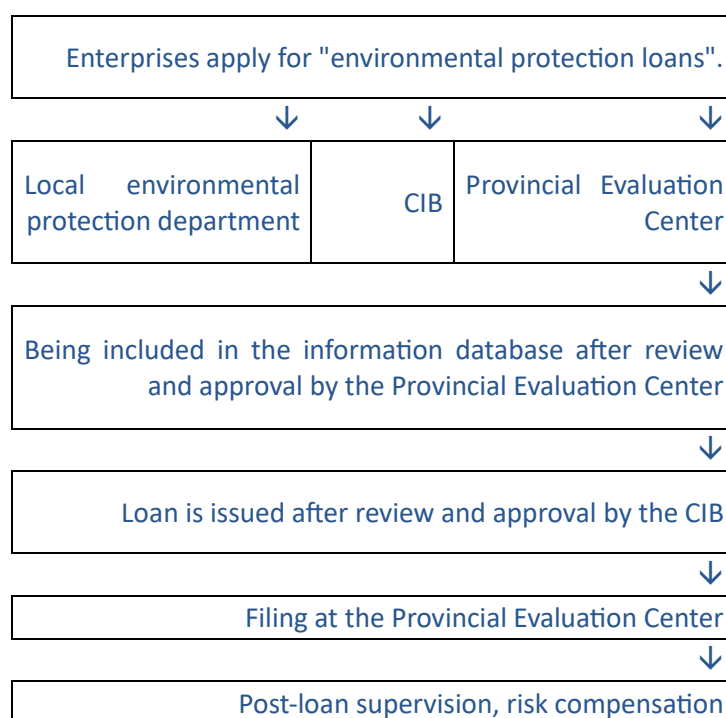 Enterprises apply for "environmental protection loans".
↓ ↓ ↓
Local environmental
protection department
CIB
Provincial Evaluation
Center
↓
Being included in the information database after review
and approval by the Provincial Evaluation Center
↓
Loan is issued after review and approval by the CIB
↓
Filing at the Provincial Evaluation Center
↓
Post-loan supervision, risk compensation